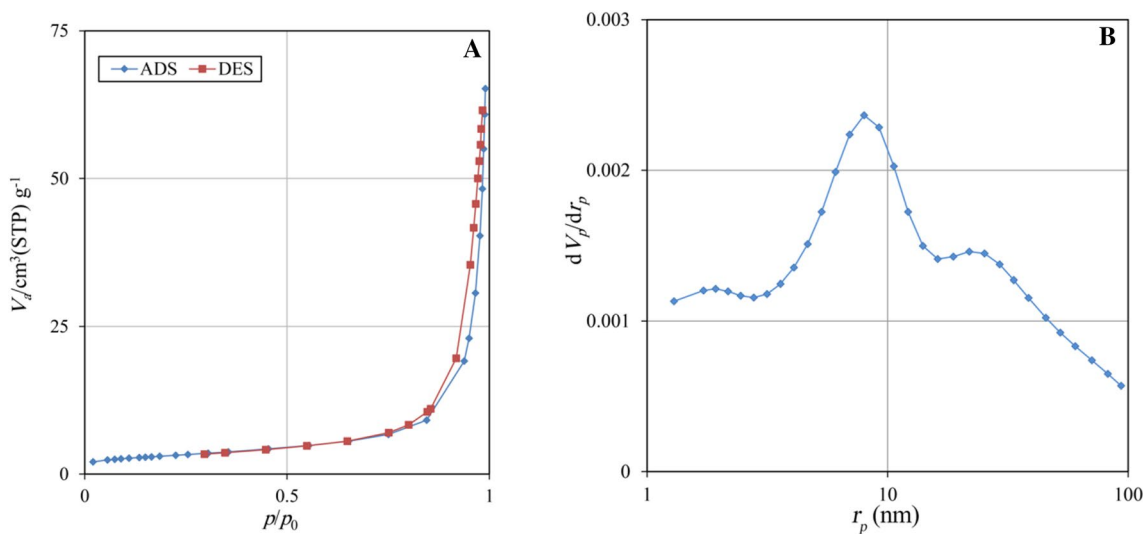 A
ADS DES
75
50
25
0
Vₐ/cm³(STP) g⁻¹
0 0.5 1
p/p₀
B
0.003
0.002
0.001
0
dVₚ/drₚ
1 10 100
rₚ (nm)